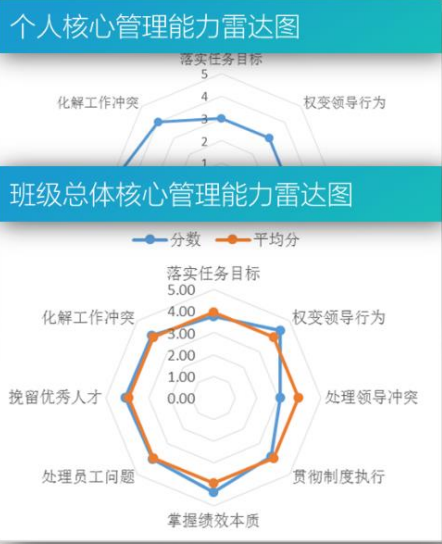 个人核心管理能力雷达图
落实任务目标
5
化解工作冲突
4
权变领导行为
3
2
1
班级总体核心管理能力雷达图
分数 平均分
落实任务目标
5.00
化解工作冲突
4.00
权变领导行为
3.00
2.00
1.00
挽留优秀人才
0.00
处理领导冲突
处理员工问题
贯彻制度执行
掌握绩效本质